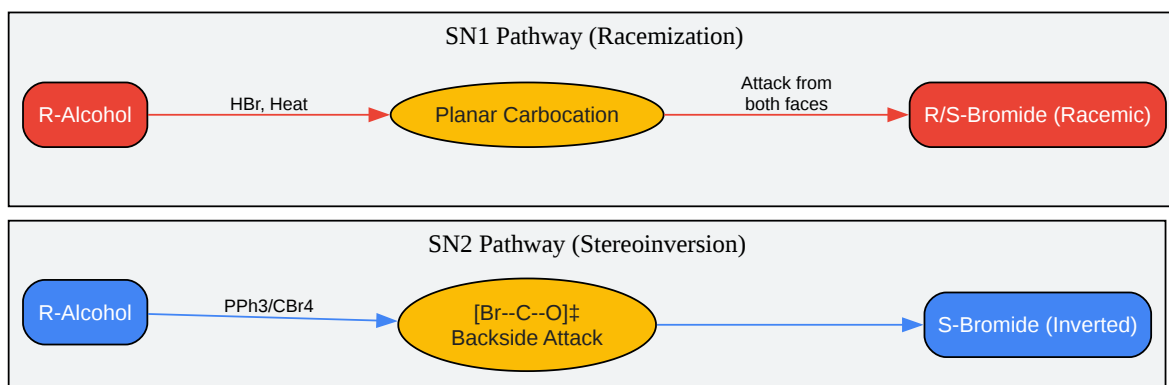 SN1 Pathway (Racemization)
R-Alcohol
HBr, Heat
Planar Carbocation
Attack from
both faces
R/S-Bromide (Racemic)
SN2 Pathway (Stereoinversion)
R-Alcohol
PPh3/CBr4
[Br--C--O]‡
Backside Attack
S-Bromide (Inverted)